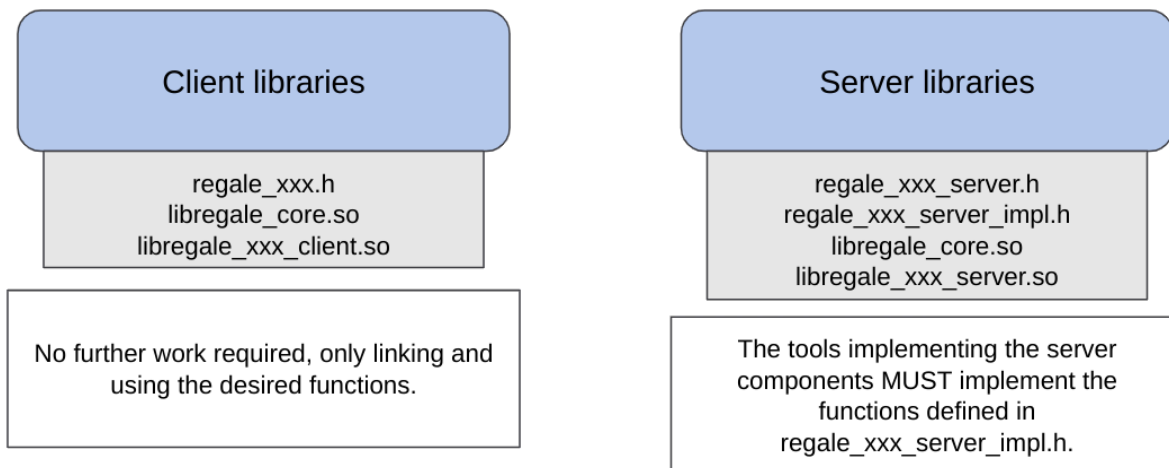 Client libraries
regale_xxx.h
libregale_core.so
libregale_xxx_client.so
No further work required, only linking and
using the desired functions.
Server libraries
regale_xxx_server.h
regale_xxx_server_impl.h
libregale_core.so
libregale_xxx_server.so
The tools implementing the server
components MUST implement the
functions defined in
regale_xxx_server_impl.h.